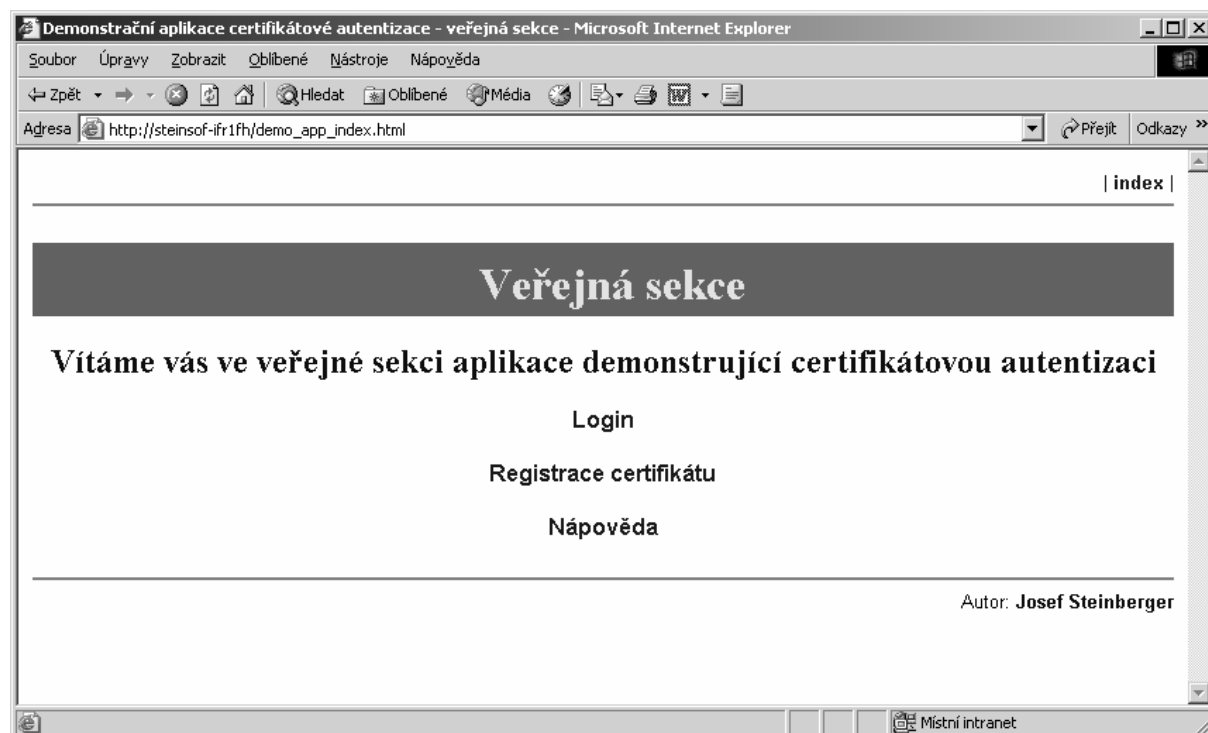 Demonstrační aplikace certifikátové autentizace - veřejná sekce - Microsoft Internet Explorer
Soubor Úpravy Zobrazit Oblíbené Nástroje Nápověda
Zpět Hledat Oblíbené Média
Adresa http://steinsof-ifr1fh/demo_app_index.html Přejít Odkazy »
| index |
Veřejná sekce
Vítáme vás ve veřejné sekci aplikace demonstrující certifikátovou autentizaci
Login
Registrace certifikátu
Nápověda
Autor: Josef Steinberger
Místní intranet